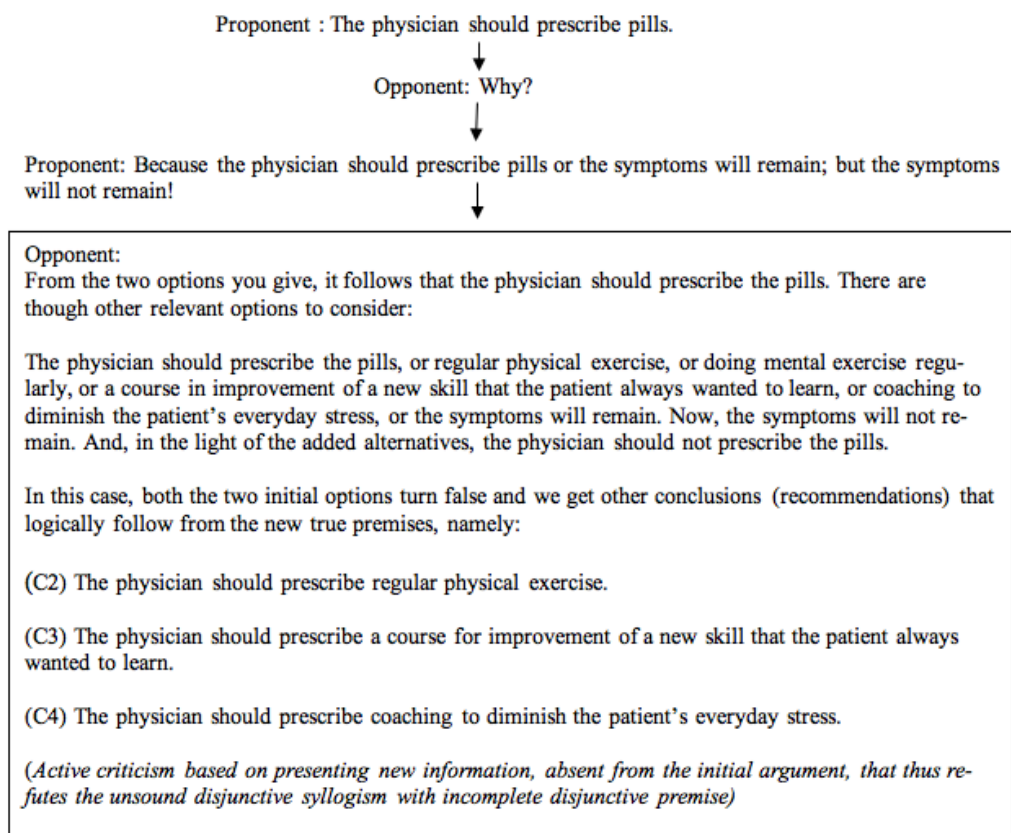 Proponent : The physician should prescribe pills.
Opponent: Why?
Proponent: Because the physician should prescribe pills or the symptoms will remain; but the symptoms
will not remain!
Opponent:
From the two options you give, it follows that the physician should prescribe the pills. There are
though other relevant options to consider:
The physician should prescribe the pills, or regular physical exercise, or doing mental exercise regu-
larly, or a course in improvement of a new skill that the patient always wanted to learn, or coaching to
diminish the patient's everyday stress, or the symptoms will remain. Now, the symptoms will not re-
main. And, in the light of the added alternatives, the physician should not prescribe the pills.
In this case, both the two initial options turn false and we get other conclusions (recommendations) that
logically follow from the new true premises, namely:
(C2) The physician should prescribe regular physical exercise.
(C3) The physician should prescribe a course for improvement of a new skill that the patient always
wanted to learn.
(C4) The physician should prescribe coaching to diminish the patient's everyday stress.
(Active criticism based on presenting new information, absent from the initial argument, that thus re-
futes the unsound disjunctive syllogism with incomplete disjunctive premise)